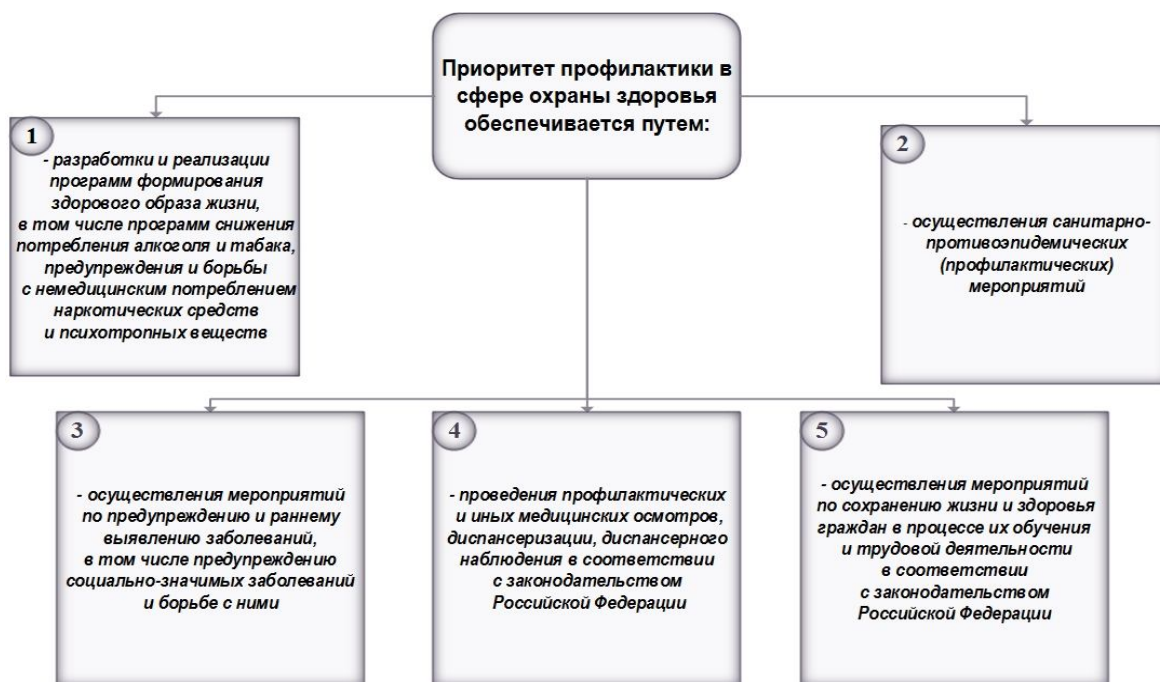 Приоритет профилактики в
сфере охраны здоровья
обеспечивается путем:
1
- разработки и реализации
программ формирования
здорового образа жизни,
в том числе программ снижения
потребления алкоголя и табака,
предупреждения и борьбы
с немедицинским потреблением
наркотических средств
и психотропных веществ
2
- осуществления санитарно-
противоэпидемических
(профилактических)
мероприятий
3
- осуществления мероприятий
по предупреждению и раннему
выявлению заболеваний,
в том числе предупреждению
социально-значимых заболеваний
и борьбе с ними
4
- проведения профилактических
и иных медицинских осмотров,
диспансеризации, диспансерного
наблюдения в соответствии
с законодательством
Российской Федерации
5
- осуществления мероприятий
по сохранению жизни и здоровья
граждан в процессе их обучения
и трудовой деятельности
в соответствии
с законодательством
Российской Федерации